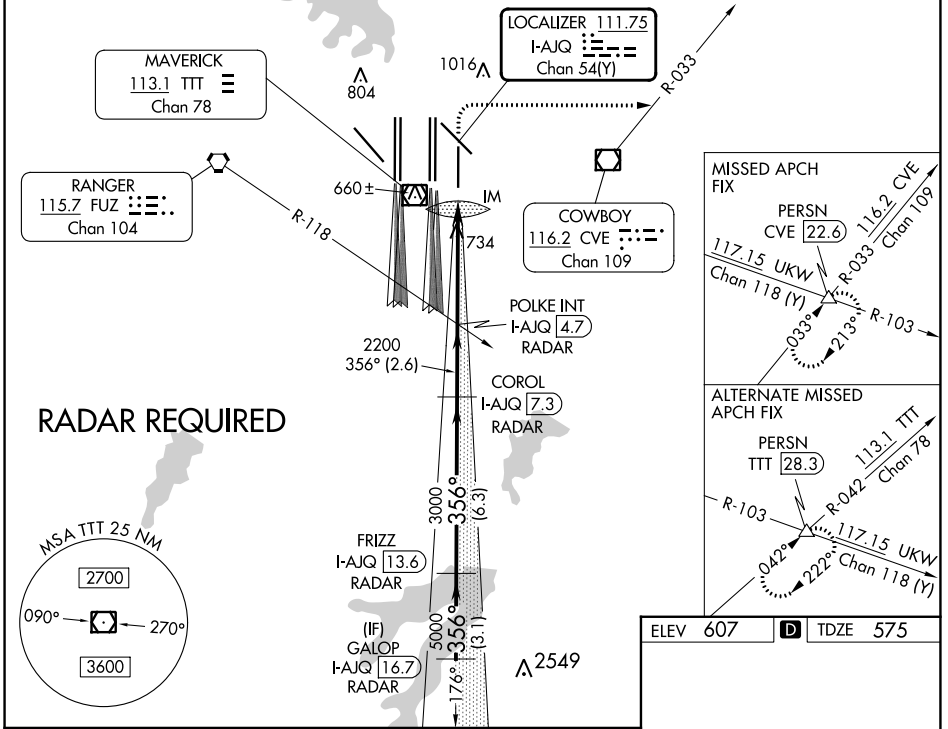 LOCALIZER 111.75
I-AJQ
Chan 54(Y)
R-033
MAVERICK
113.1 TTT
Chan 78
804
1016
RANGER
115.7 FUZ
Chan 104
R-118
660±
IM
734
COWBOY
116.2 CVE
Chan 109
POLKE INT
I-AJQ 4.7
RADAR
2200
356° (2.6)
COROL
I-AJQ 7.3
RADAR
RADAR REQUIRED
3000
356°
(6.3)
FRIZZ
I-AJQ 13.6
RADAR
5000
356°
(3.1)
(IF)
GALOP
I-AJQ 16.7
RADAR
176°
2549
MSA TTT 25 NM
2700
090°
270°
3600
MISSED APCH
FIX
PERSN
CVE 22.6
116.2 CVE
Chan 109
R-033
117.15 UKW
Chan 118 (Y)
R-103
033°
213°
ALTERNATE MISSED
APCH FIX
PERSN
TTT 28.3
113.1 TTT
Chan 78
R-042
R-103
117.15 UKW
Chan 118 (Y)
042°
222°
ELEV 607 D TDZE 575